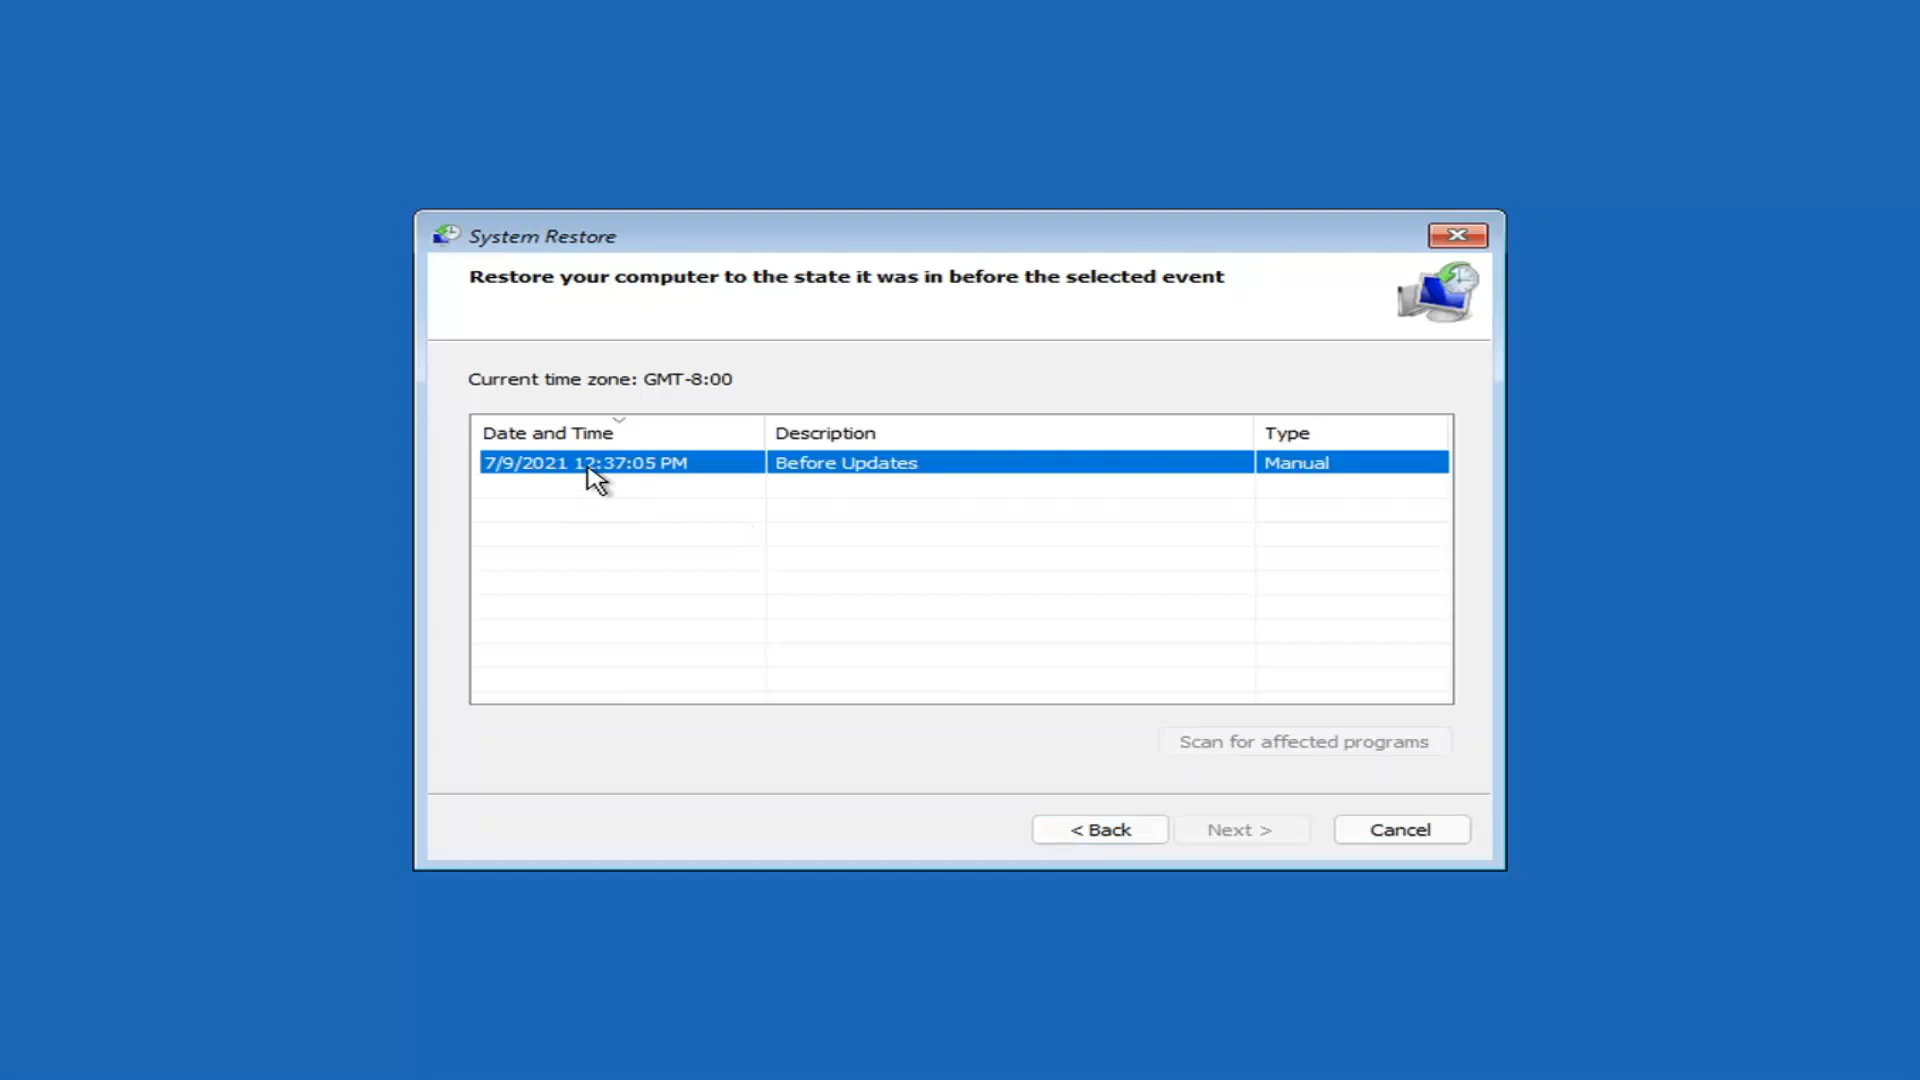 System Restore
Restore your computer to the state it was in before the selected event
Current time zone: GMT-8:00
Date and Time Description Type
7/9/2021 12:37:05 PM Before Updates Manual
Scan for affected programs
< Back Next > Cancel